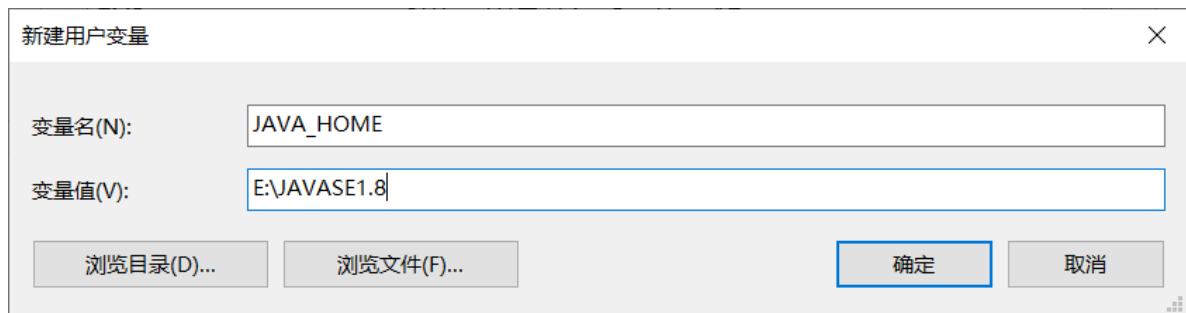 新建用户变量
变量名(N):
JAVA_HOME
变量值(V):
E:\JAVASE1.8
浏览目录(D)...
浏览文件(F)...
确定
取消